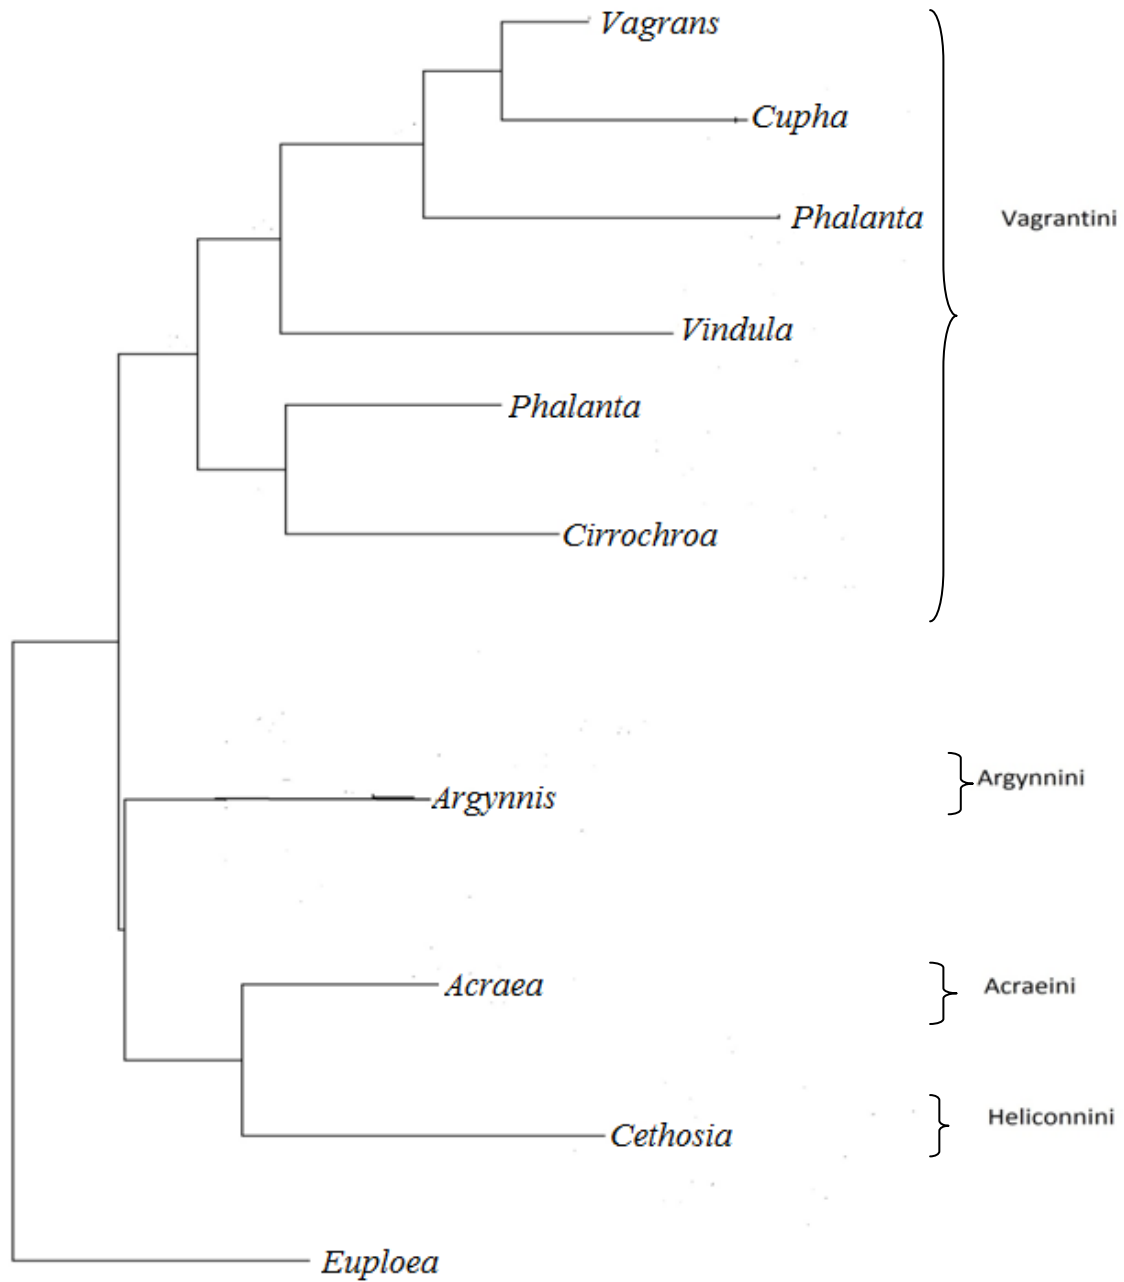 Vagrans
Cupha
Phalanta
Vagrantini
Vindula
Phalanta
Cirrochroa
Argynnini
Argynnis
Acraea
Acraeini
Heliconnini
Cethosia
Euploea